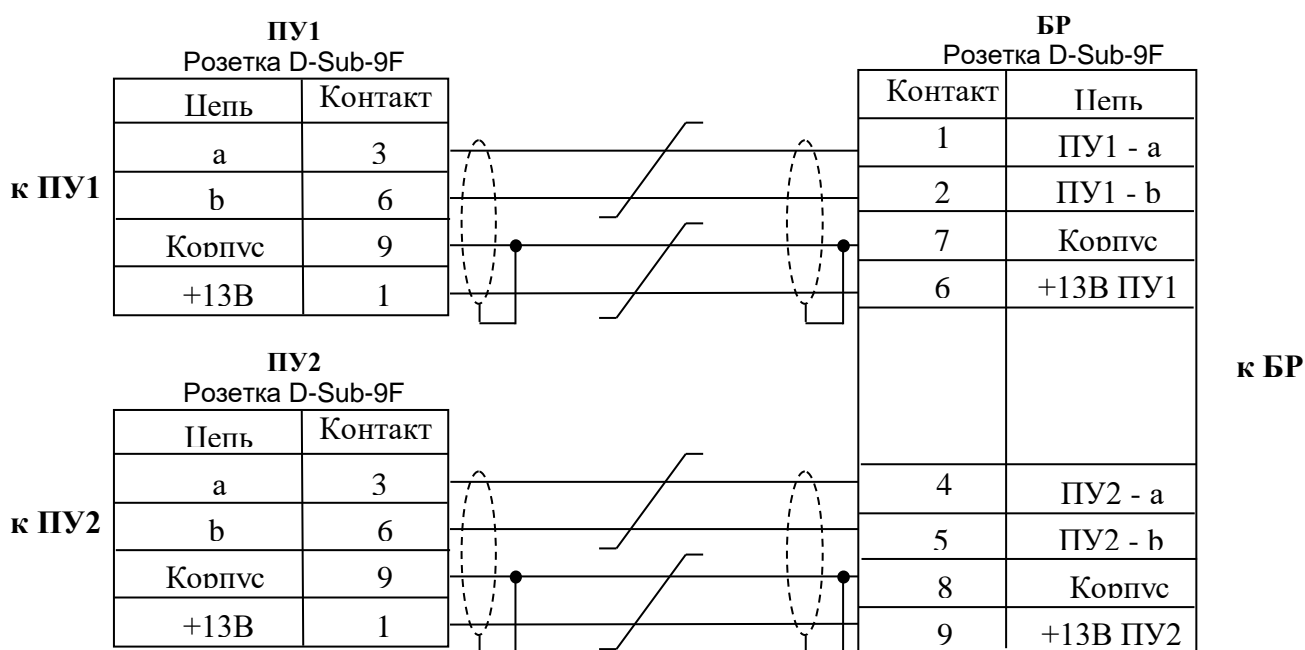 ПУ1
Розетка D-Sub-9F
Цепь Контакт
a 3
b 6
Корпус 9
+13В 1
к ПУ1
БР
Розетка D-Sub-9F
Контакт Цепь
1 ПУ1 - a
2 ПУ1 - b
7 Корпус
6 +13В ПУ1
4 ПУ2 - a
5 ПУ2 - b
8 Корпус
9 +13В ПУ2
к БР
ПУ2
Розетка D-Sub-9F
Цепь Контакт
a 3
b 6
Корпус 9
+13В 1
к ПУ2